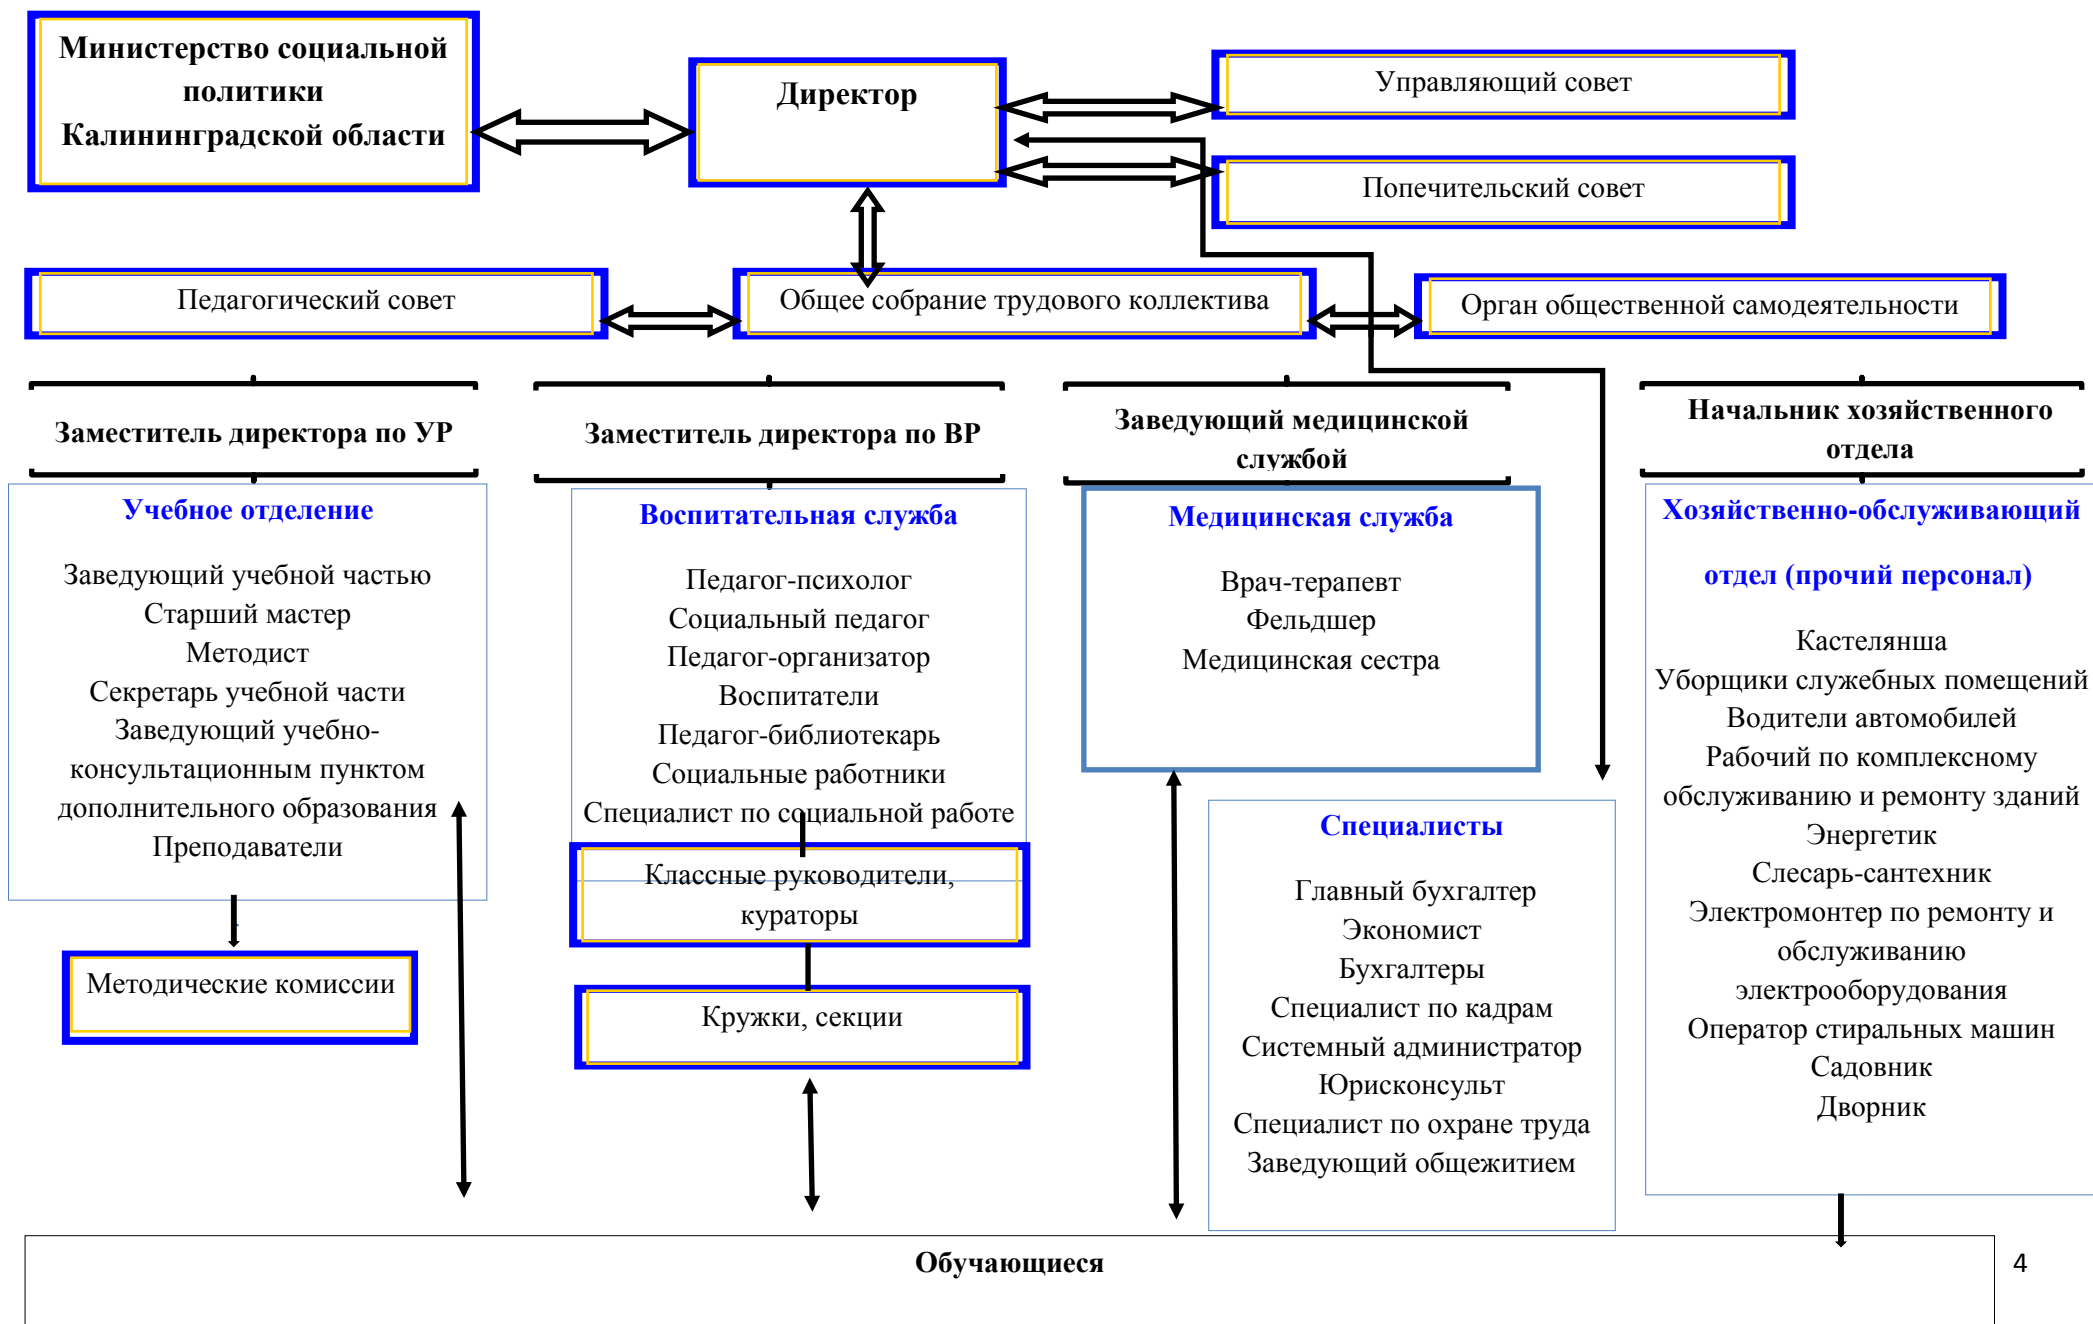 Министерство социальной
политики
Калининградской области
Директор
Управляющий совет
Попечительский совет
Педагогический совет
Общее собрание трудового коллектива
Орган общественной самодеятельности
Заместитель директора по УР
Заместитель директора по ВР
Заведующий медицинской
службой
Начальник хозяйственного
отдела
Учебное отделение
Заведующий учебной частью
Старший мастер
Методист
Секретарь учебной части
Заведующий учебно-
консультационным пунктом
дополнительного образования
Преподаватели
Методические комиссии
Воспитательная служба
Педагог-психолог
Социальный педагог
Педагог-организатор
Воспитатели
Педагог-библиотекарь
Социальные работники
Специалист по социальной работе
Классные руководители,
кураторы
Кружки, секции
Медицинская служба
Врач-терапевт
Фельдшер
Медицинская сестра
Специалисты
Главный бухгалтер
Экономист
Бухгалтеры
Специалист по кадрам
Системный администратор
Юрисконсульт
Специалист по охране труда
Заведующий общежитием
Хозяйственно-обслуживающий
отдел (прочий персонал)
Кастелянша
Уборщики служебных помещений
Водители автомобилей
Рабочий по комплексному
обслуживанию и ремонту зданий
Энергетик
Слесарь-сантехник
Электромонтер по ремонту и
обслуживанию
электрооборудования
Оператор стиральных машин
Садовник
Дворник
Обучающиеся
4